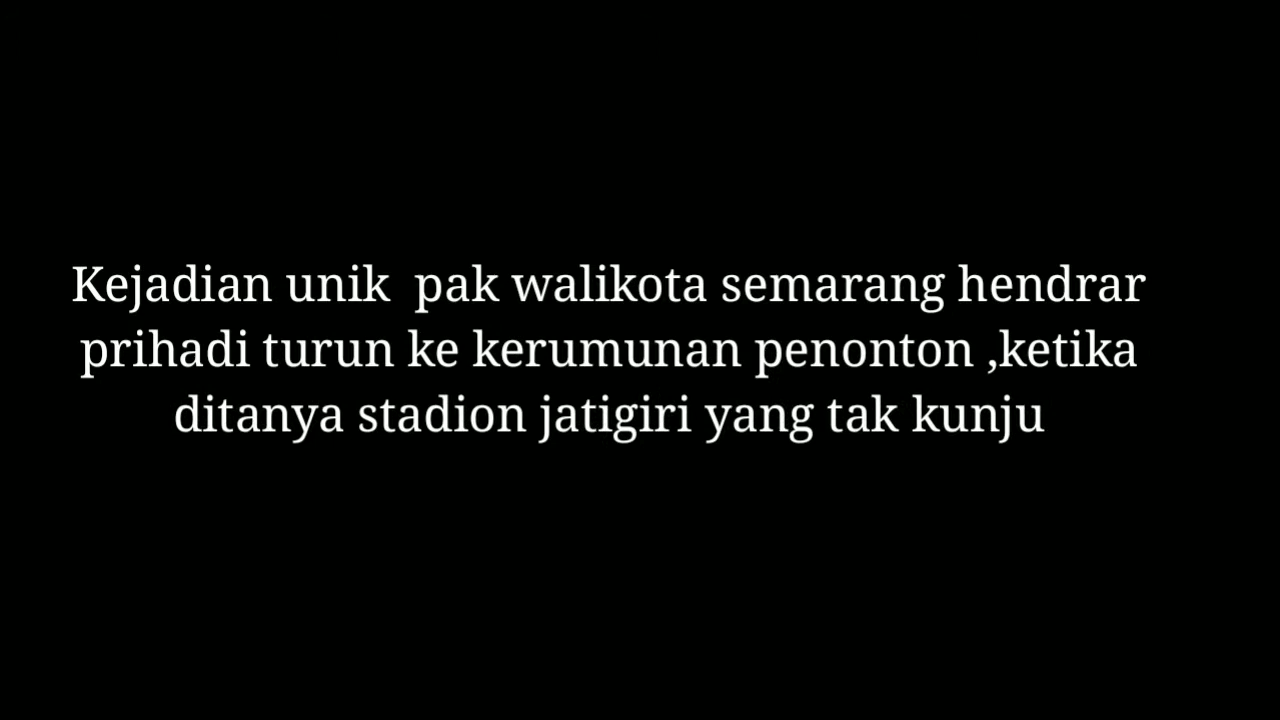 Kejadian unik  pak walikota semarang hendrar
prihadi turun ke kerumunan penonton ,ketika
ditanya stadion jatigiri yang tak kunju